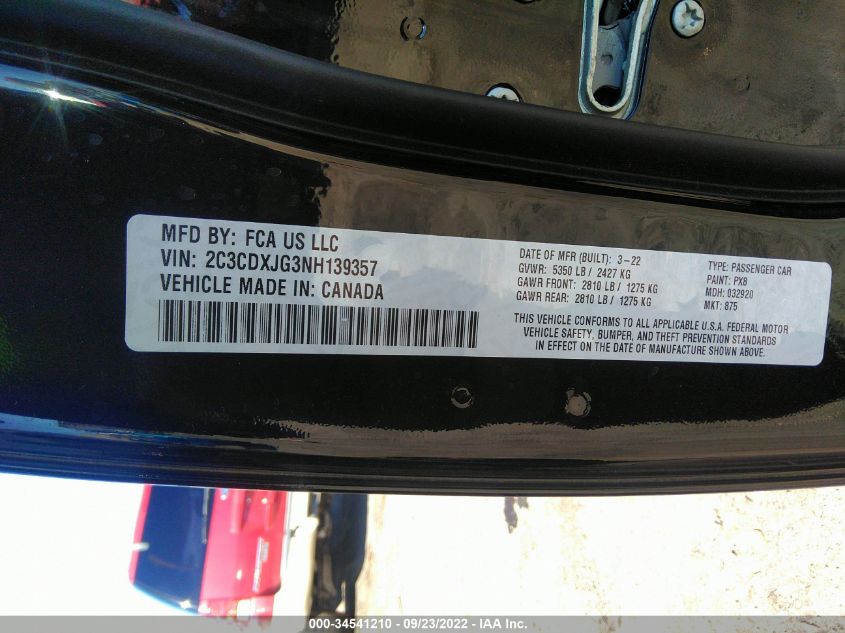 MFD BY: FCA US LLC
VIN: 2C3CDXJG3NH139357
VEHICLE MADE IN: CANADA
DATE OF MFR (BUILT): 3-22
GVWR: 5350 LB / 2427 KG
GAWR FRONT: 2810 LB / 1275 KG
GAWR REAR: 2810 LB / 1275 KG
TYPE: PASSENGER CAR
PAINT: PX8
MDH: 032920
MKT: 875
THIS VEHICLE CONFORMS TO ALL APPLICABLE U.S.A. FEDERAL MOTOR
VEHICLE SAFETY, BUMPER, AND THEFT PREVENTION STANDARDS
IN EFFECT ON THE DATE OF MANUFACTURE SHOWN ABOVE.
000-34541210 - 09/23/2022 - IAA Inc.